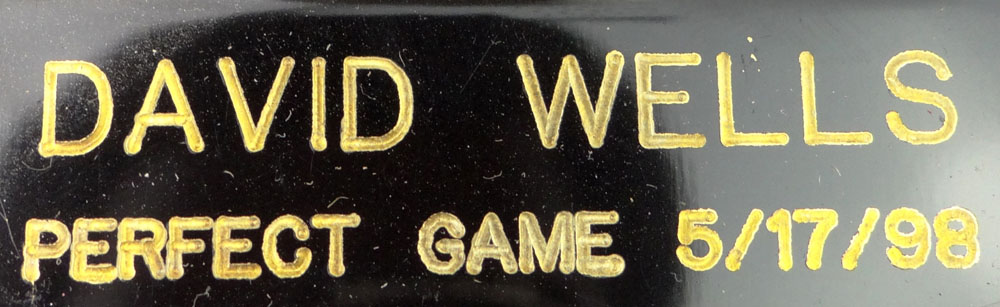 DAVID WELLS
PERFECT GAME 5/17/98